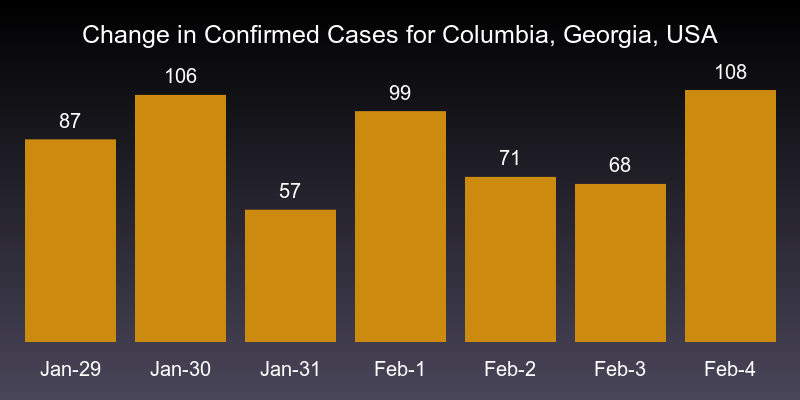 Change in Confirmed Cases for Columbia, Georgia, USA
87
106
57
99
71
68
108
Jan-29
Jan-30
Jan-31
Feb-1
Feb-2
Feb-3
Feb-4